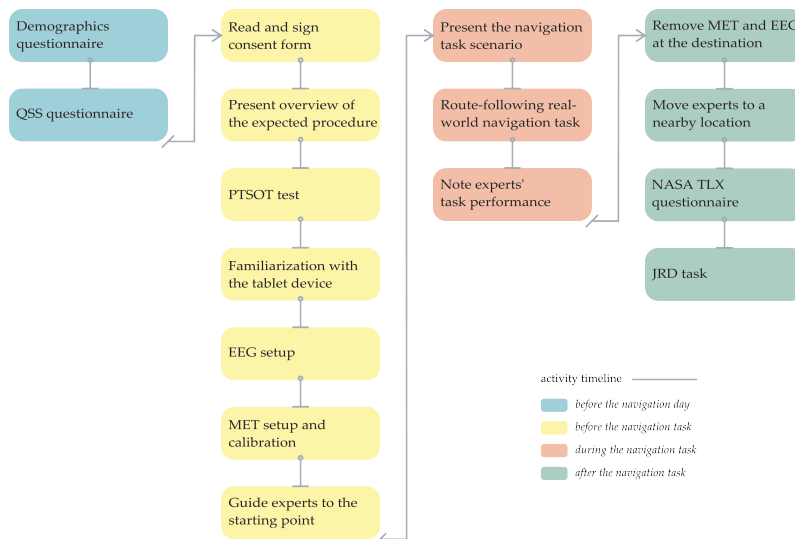 Demographics
questionnaire
QSS questionnaire
Read and sign
consent form
Present overview of
the expected procedure
PTSOT test
Familiarization with
the tablet device
EEG setup
MET setup and
calibration
Guide experts to the
starting point
Present the navigation
task scenario
Route-following real-
world navigation task
Note experts'
task performance
Remove MET and EEG
at the destination
Move experts to a
nearby location
NASA TLX
questionnaire
JRD task
activity timeline
before the navigation day
before the navigation task
during the navigation task
after the navigation task